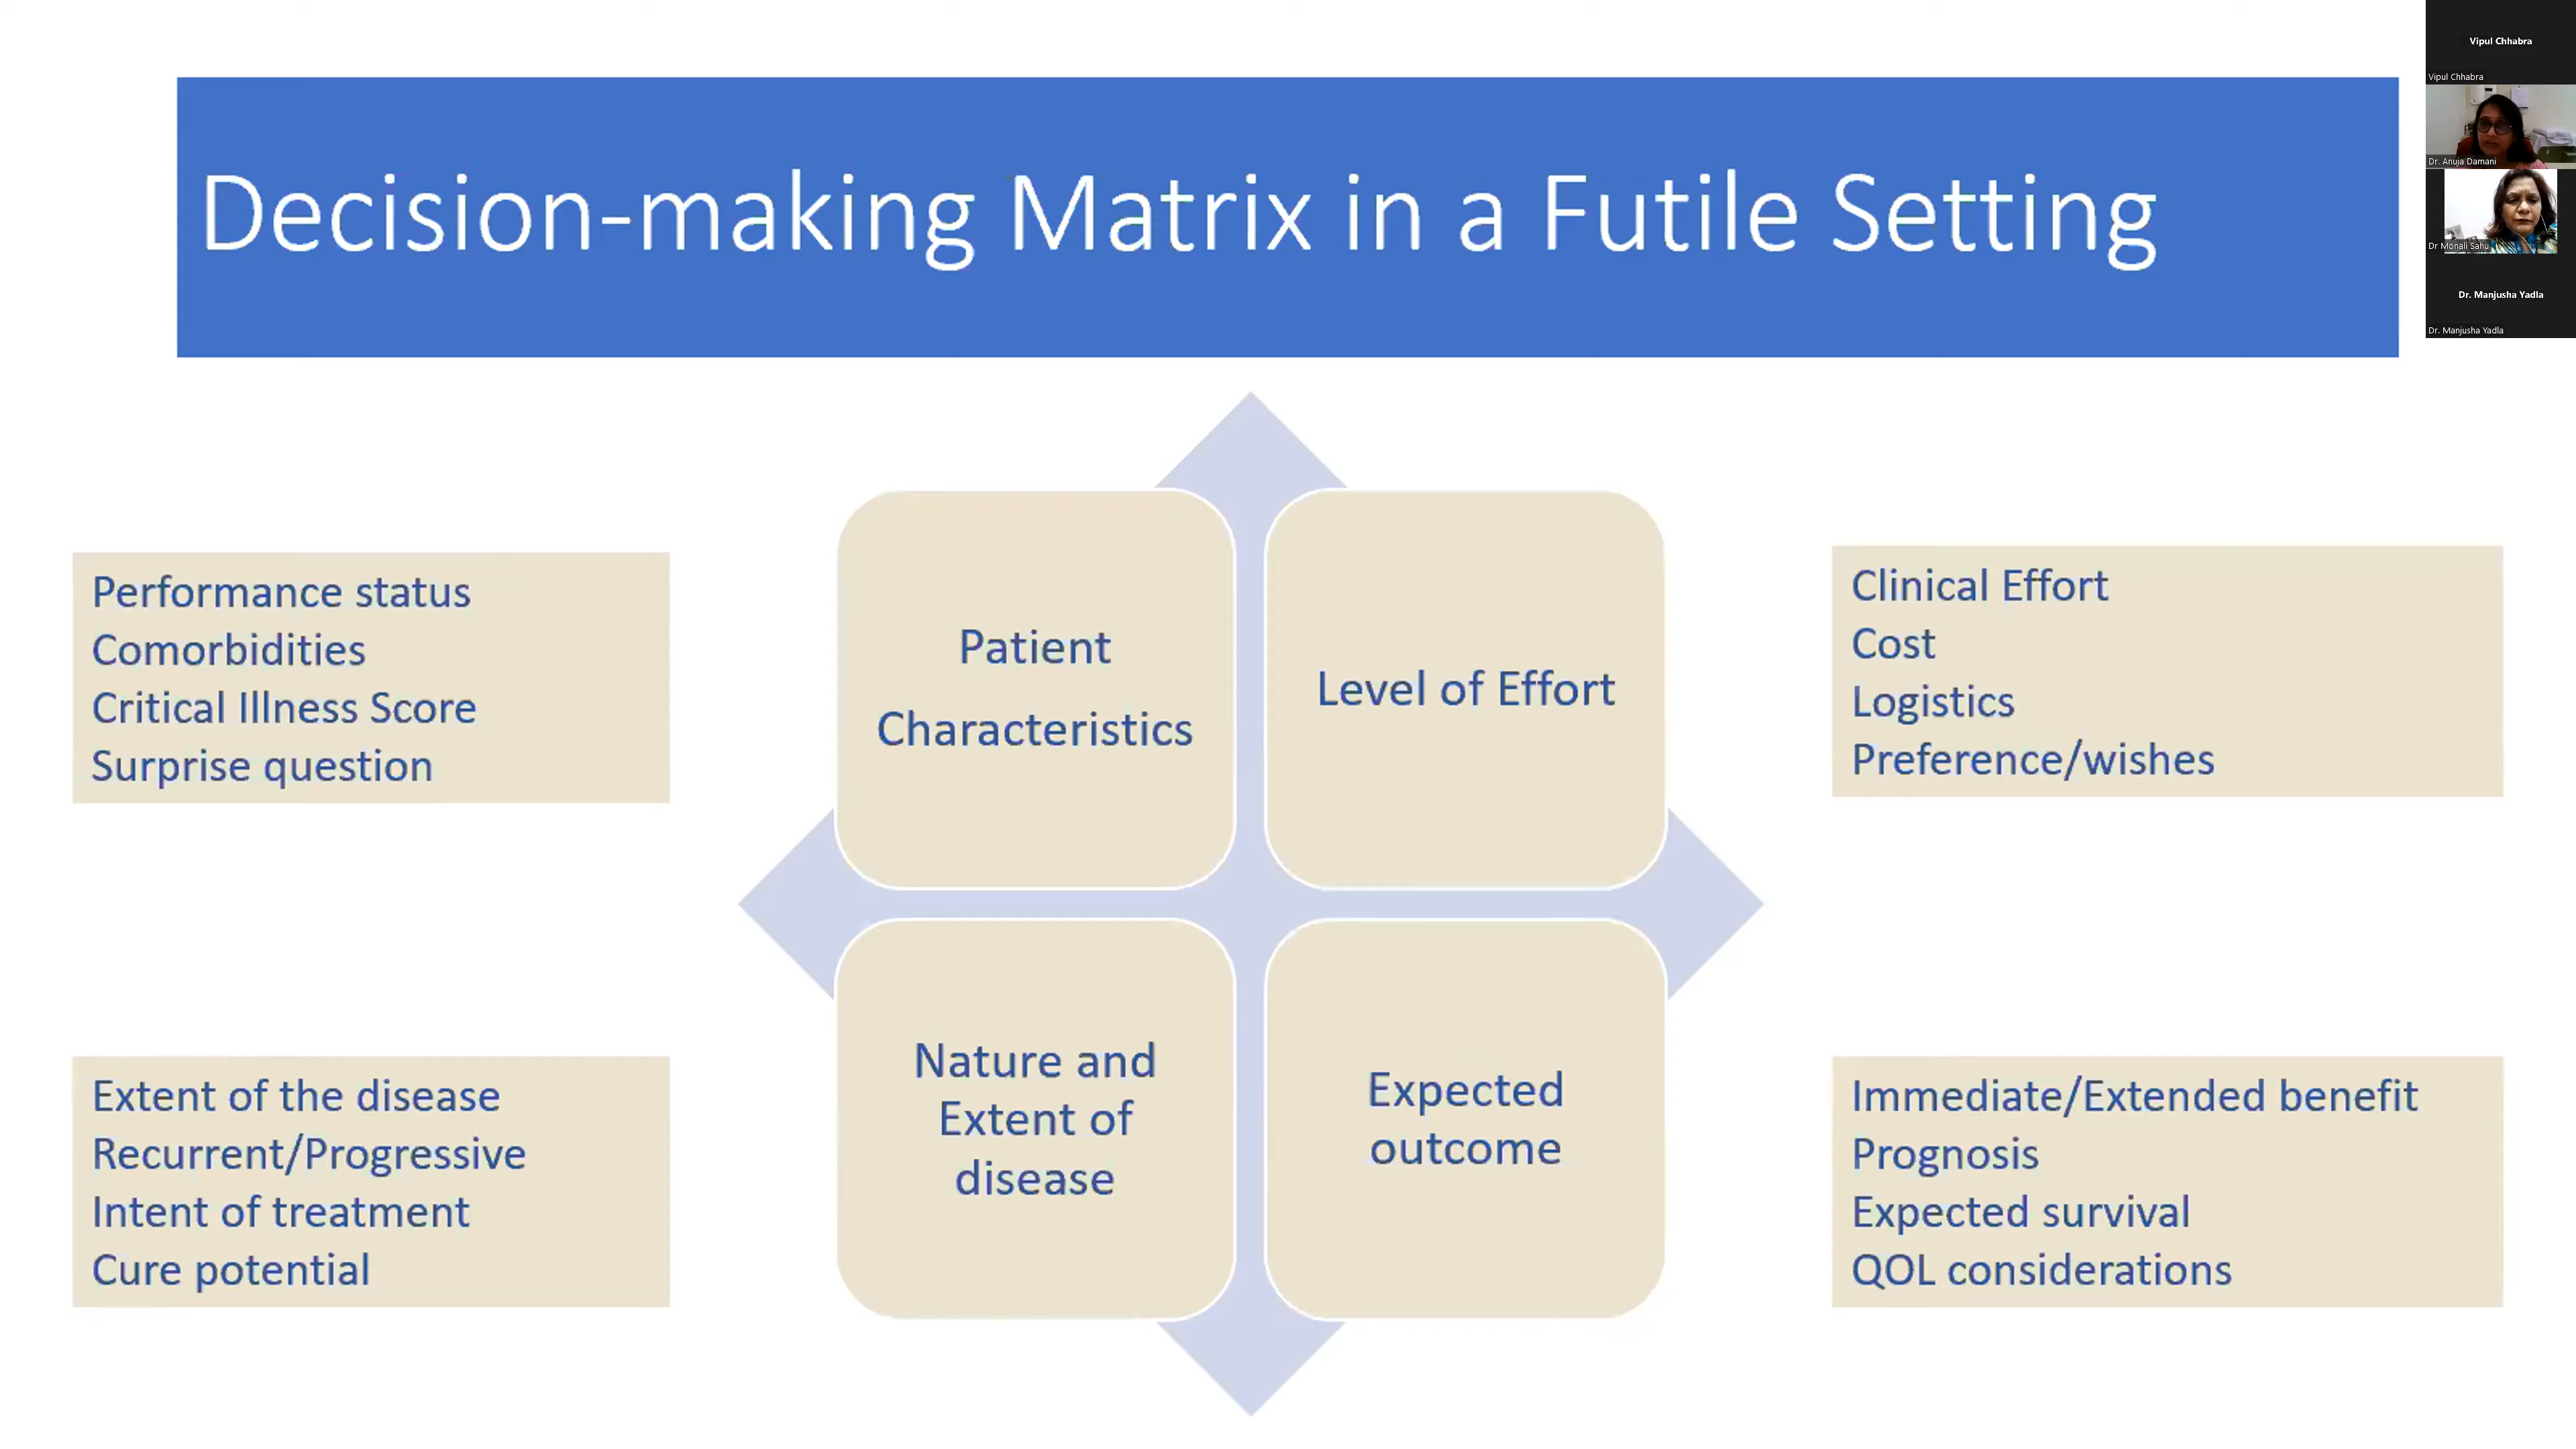 Decision-making Matrix in a Futile Setting
Vipul Chhabra
Vipul Chhabra
Dr. Anuja Damani
Dr Monali Sahu
Dr. Manjusha Yadla
Dr. Manjusha Yadla
Performance status
Comorbidities
Critical Illness Score
Surprise question
Patient
Characteristics
Level of Effort
Clinical Effort
Cost
Logistics
Preference/wishes
Extent of the disease
Recurrent/Progressive
Intent of treatment
Cure potential
Nature and
Extent of
disease
Expected
outcome
Immediate/Extended benefit
Prognosis
Expected survival
QOL considerations